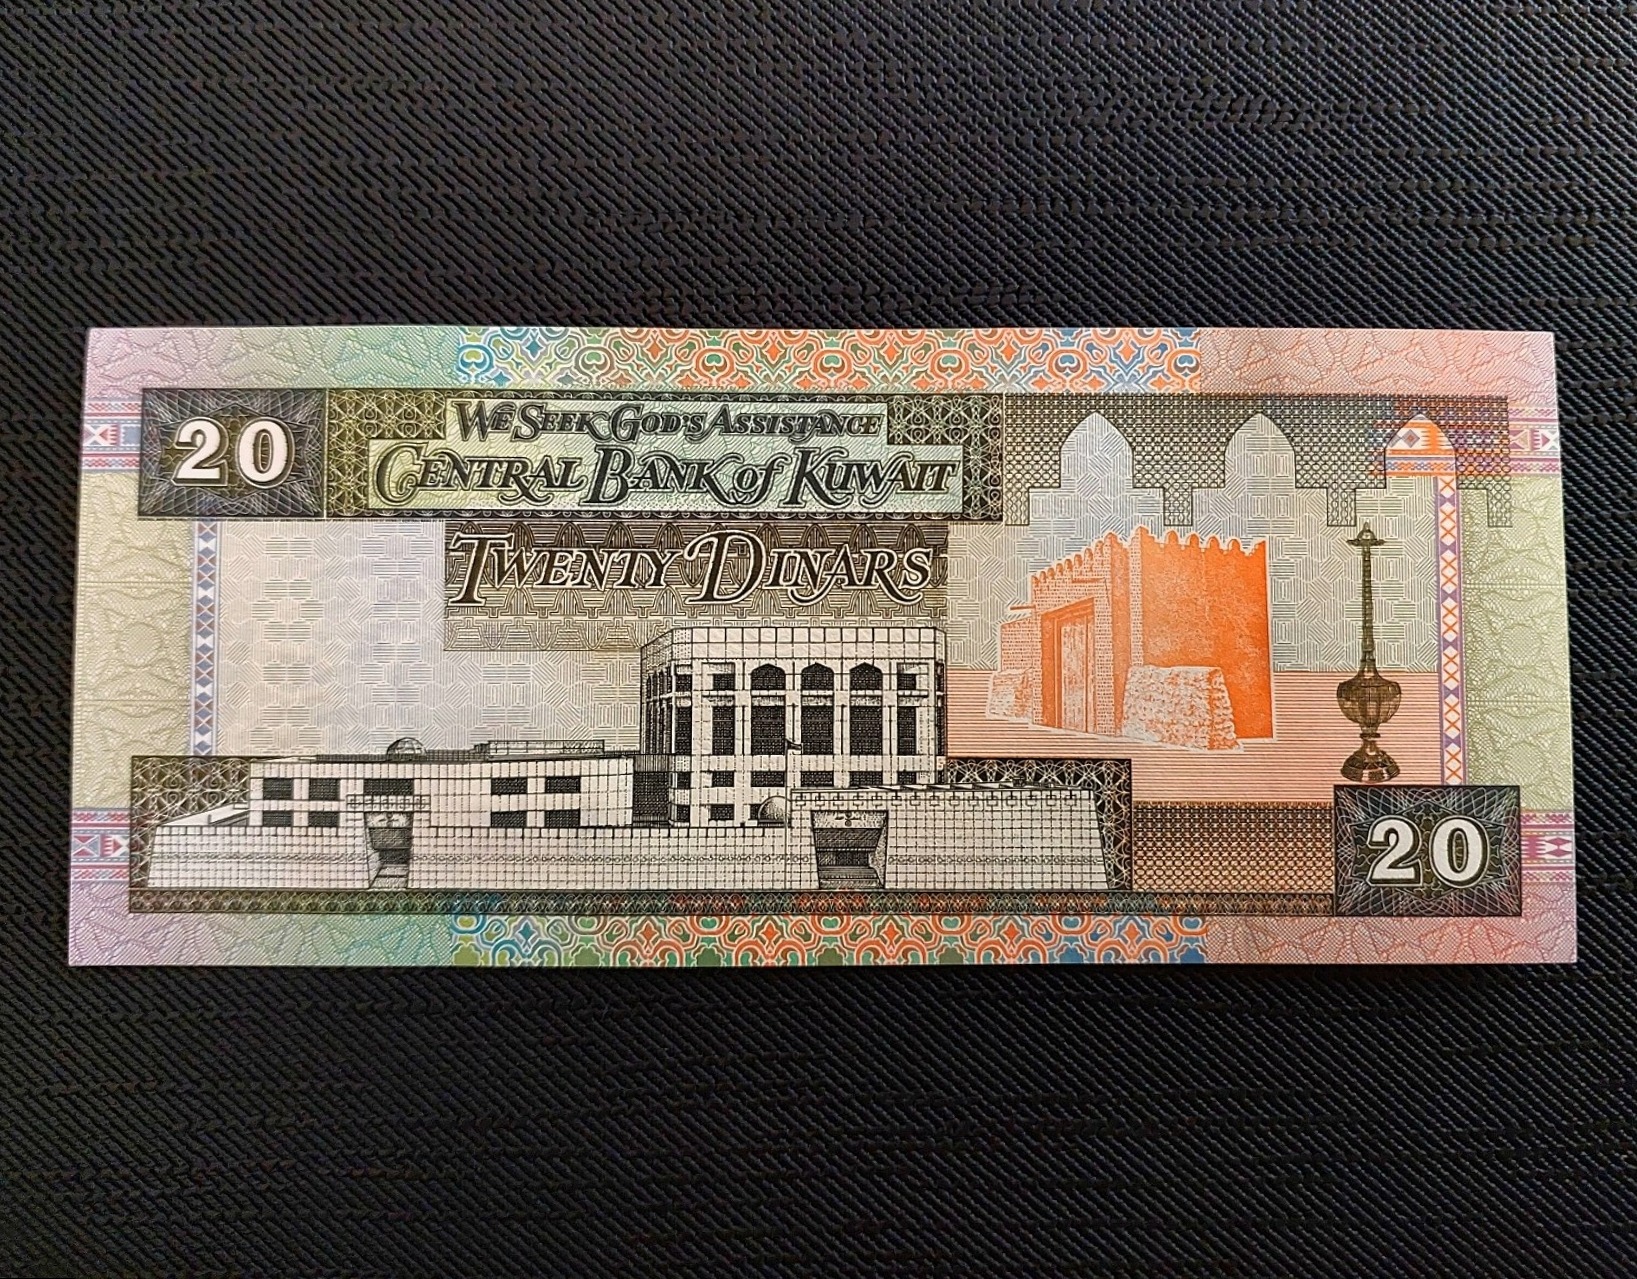 20
We Seek God's Assistance
Central Bank of Kuwait
Twenty Dinars
20